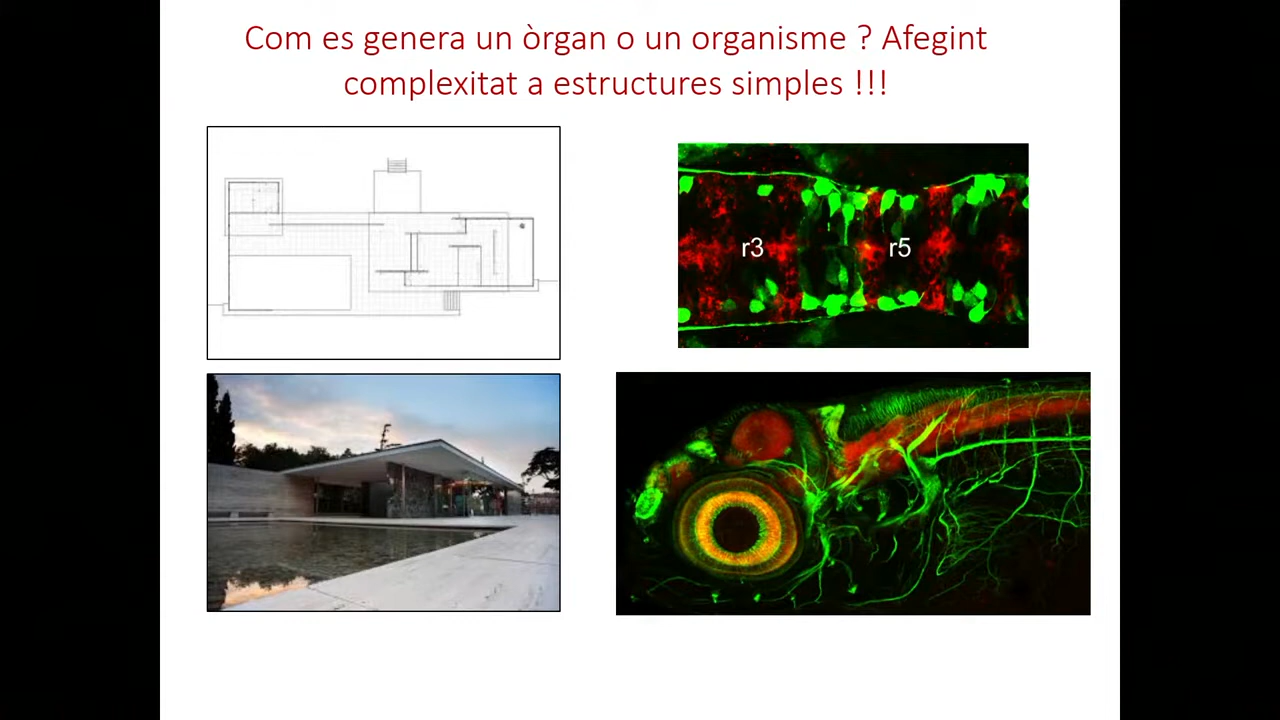 Com es genera un òrgan o un organisme ? Afegint
complexitat a estructures simples !!!
r3
r5